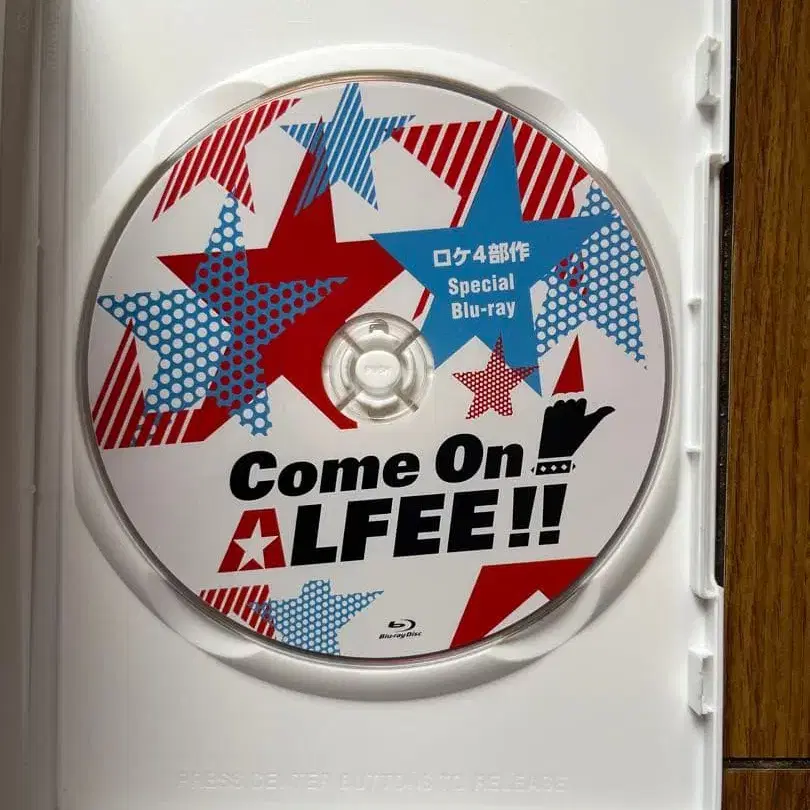 ロケ4部作
Special
Blu-ray
PUSH
Come On
ALFEE!!
Blu-ray Disc
PRESS CENTER BUTTONS TO RELEASE